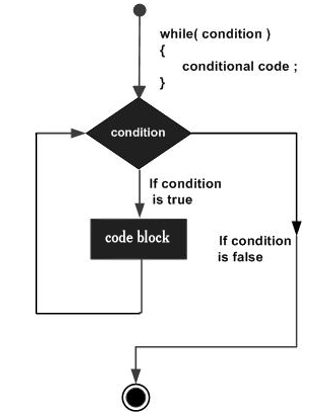 while( condition )
{
conditional code ;
}
condition
If condition
is true
code block
If condition
is false